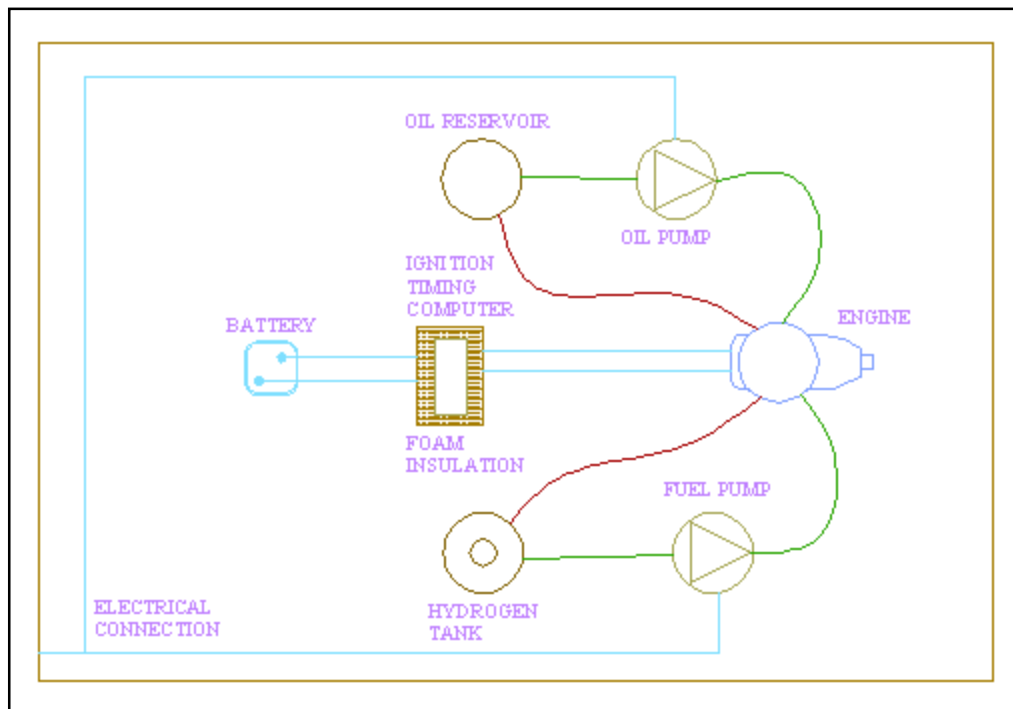 OIL RESERVOIR
OIL PUMP
IGNITION
TIMING
COMPUTER
ENGINE
BATTERY
FOAM
INSULATION
FUEL PUMP
ELECTRICAL
CONNECTION
HYDROGEN
TANK